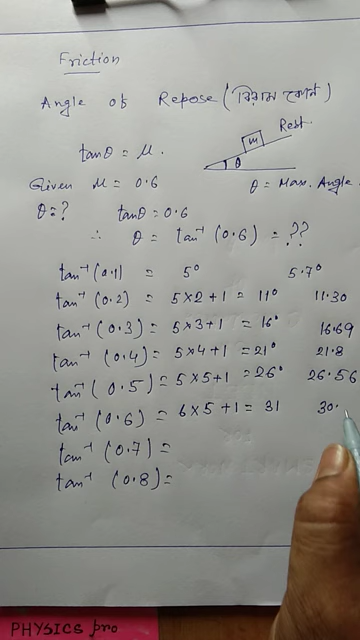 Friction
Angle of Repose (বিরাম কোন)
m Rest.
tanθ = μ.
θ
Given μ = 0.6
θ = Max. Angle.
θ=? tanθ = 0.6
∴ θ = tan⁻¹ (0.6) = ??
tan⁻¹ (0.1) = 5° 5.7°
tan⁻¹ (0.2) = 5×2+1 = 11° 11.30
tan⁻¹ (0.3) = 5×3+1 = 16° 16.69
tan⁻¹ (0.4) = 5×4+1 = 21° 21.8
tan⁻¹ (0.5) = 5×5+1 = 26° 26.56
tan⁻¹ (0.6) = 6×5+1 = 31 30.
tan⁻¹ (0.7) =
tan⁻¹ (0.8) =
PHYSICS pro